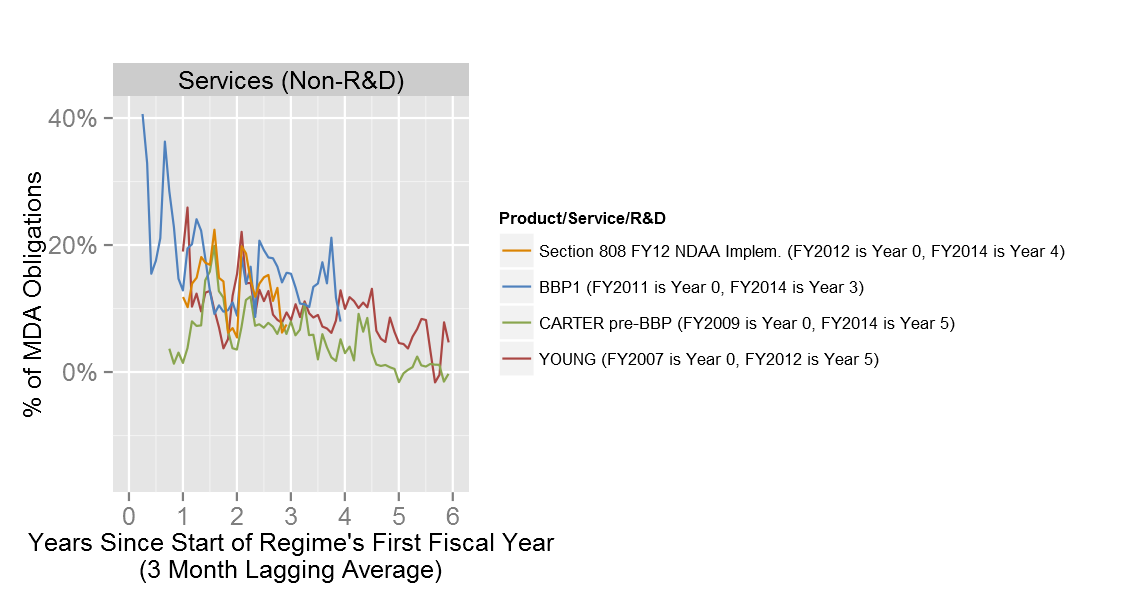 Services (Non-R&D)
40%
20%
0%
% of MDA Obligations
0 1 2 3 4 5 6
Years Since Start of Regime's First Fiscal Year
(3 Month Lagging Average)
Product/Service/R&D
Section 808 FY12 NDAA Implem. (FY2012 is Year 0, FY2014 is Year 4)
BBP1 (FY2011 is Year 0, FY2014 is Year 3)
CARTER pre-BBP (FY2009 is Year 0, FY2014 is Year 5)
YOUNG (FY2007 is Year 0, FY2012 is Year 5)